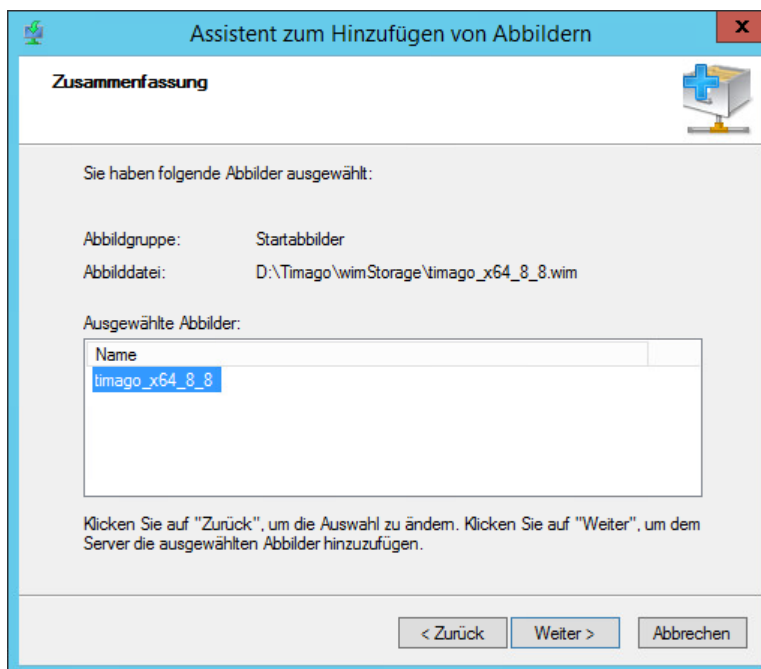 Assistent zum Hinzufügen von Abbildern
x
Zusammenfassung
Sie haben folgende Abbilder ausgewählt:
Abbildgruppe: Startabbilder
Abbilddatei: D:\Timago\wimStorage\timago_x64_8_8.wim
Ausgewählte Abbilder:
Name
timago_x64_8_8
Klicken Sie auf "Zurück", um die Auswahl zu ändern. Klicken Sie auf "Weiter", um dem
Server die ausgewählten Abbilder hinzuzufügen.
< Zurück Weiter > Abbrechen